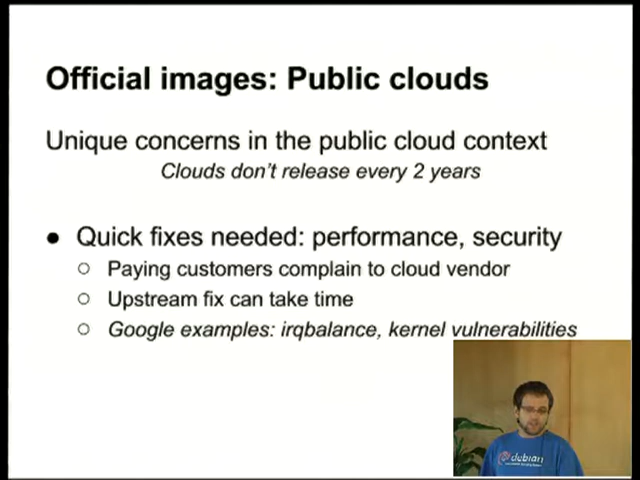 Official images: Public clouds
Unique concerns in the public cloud context
Clouds don't release every 2 years
● Quick fixes needed: performance, security
○ Paying customers complain to cloud vendor
○ Upstream fix can take time
○ Google examples: irqbalance, kernel vulnerabilities
debian